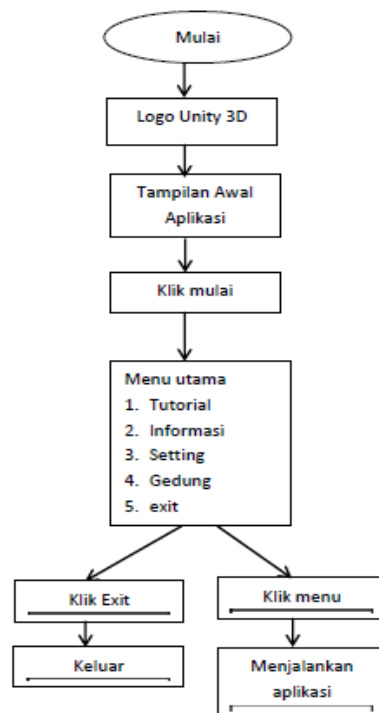 Mulai
Logo Unity 3D
Tampilan Awal
Aplikasi
Klik mulai
Menu utama
1. Tutorial
2. Informasi
3. Setting
4. Gedung
5. exit
Klik Exit
Klik menu
Keluar
Menjalankan
aplikasi